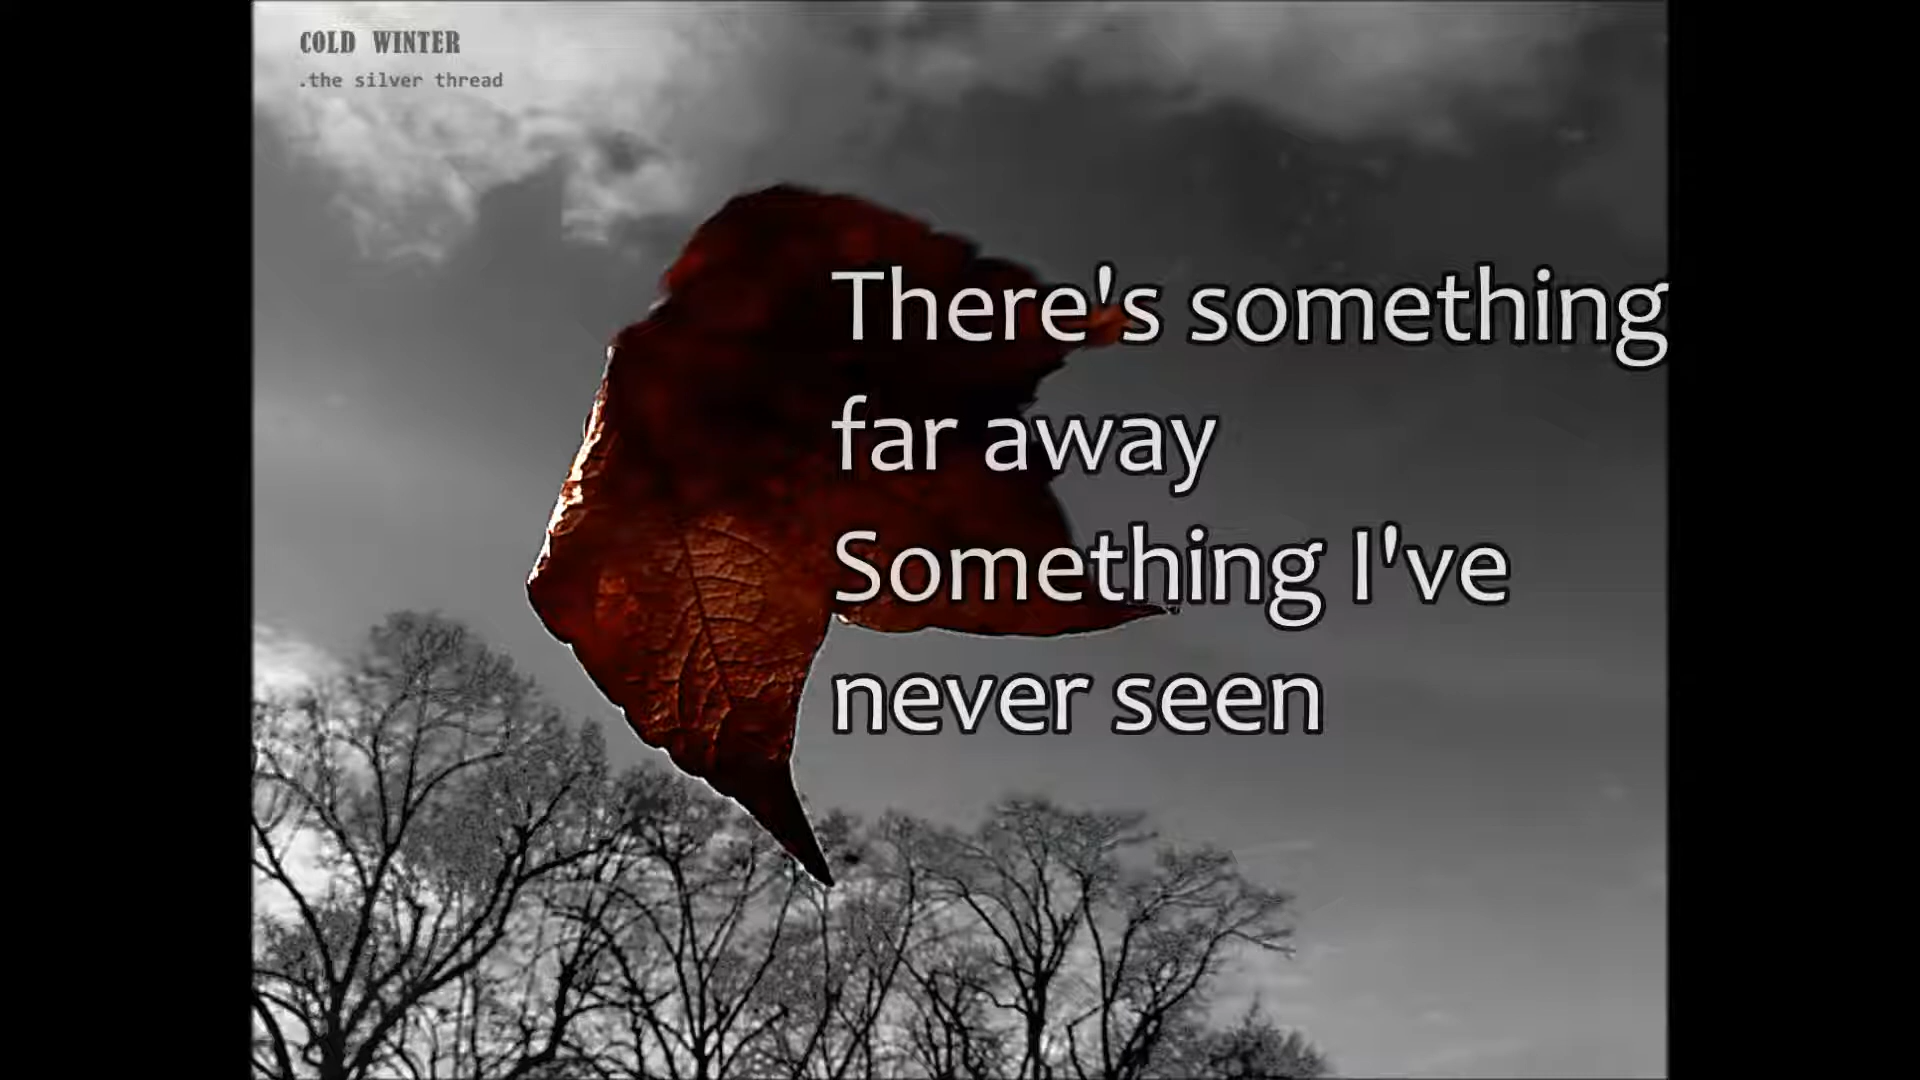 COLD WINTER
.the silver thread
There's something
far away
Something I've
never seen